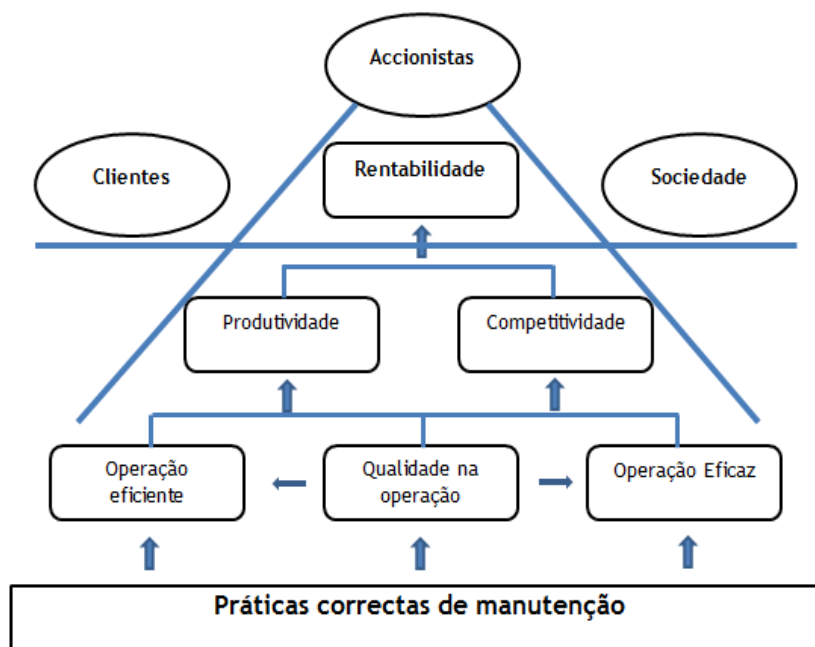 Accionistas
Clientes
Rentabilidade
Sociedade
Produtividade
Competitividade
Operação
eficiente
Qualidade na
operação
Operação Eficaz
Práticas correctas de manutenção